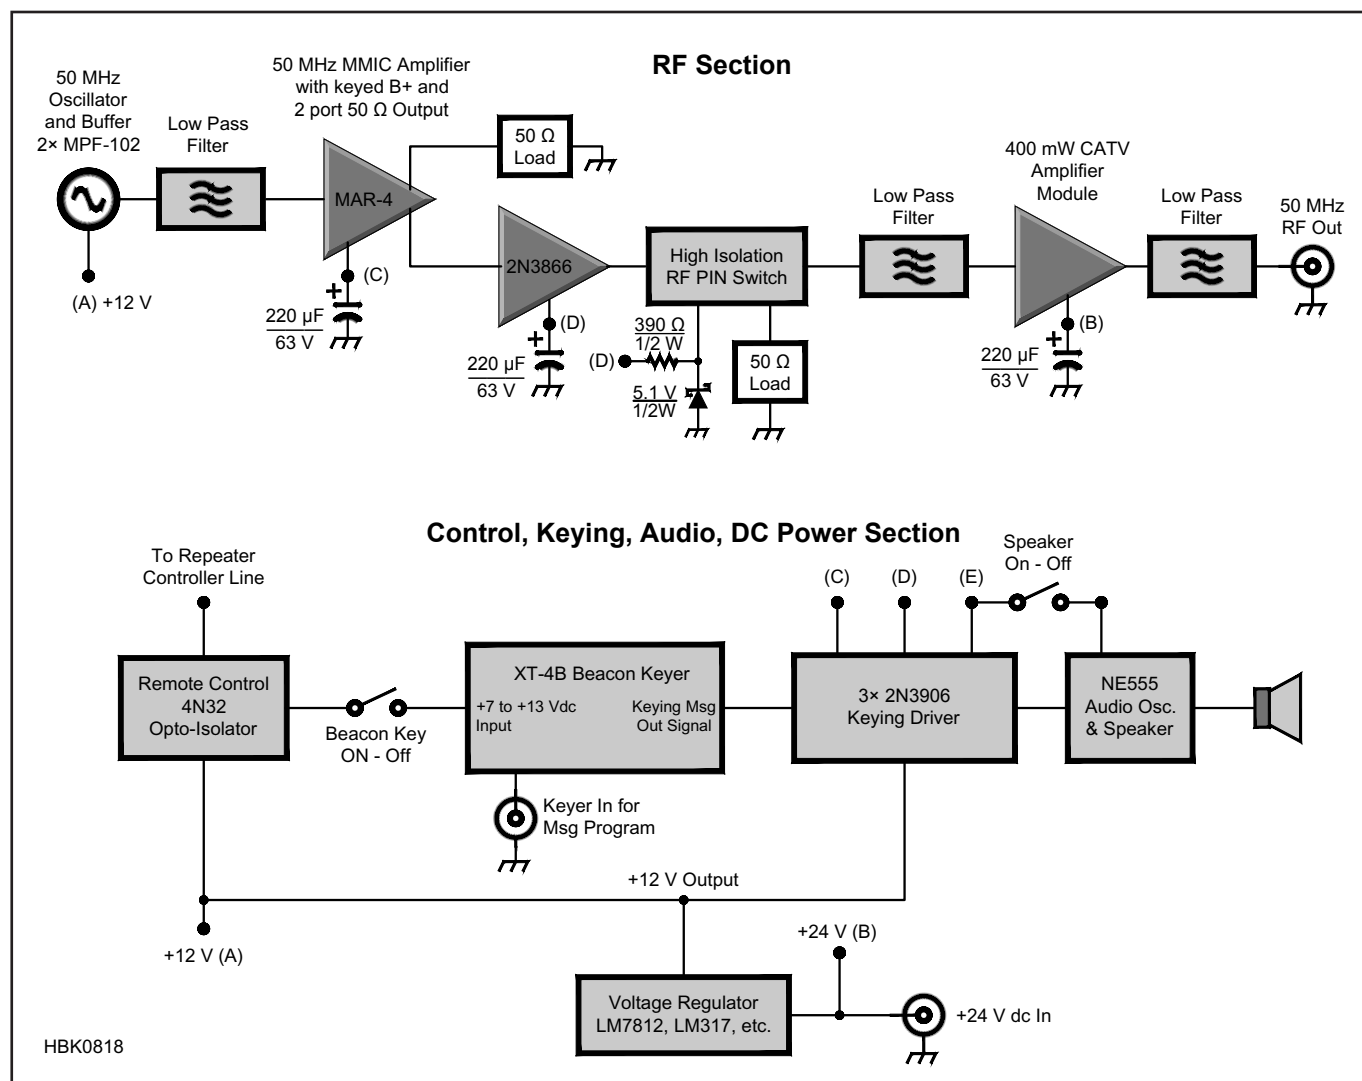 RF Section
50 MHz
Oscillator
and Buffer
2× MPF-102
Low Pass
Filter
50 MHz MMIC Amplifier
with keyed B+ and
2 port 50 Ω Output
50 Ω
Load
MAR-4
(A) +12 V
(C)
+
220 µF
63 V
2N3866
(D)
+
220 µF
63 V
High Isolation
RF PIN Switch
390 Ω
1/2 W
(D)
5.1 V
1/2W
50 Ω
Load
Low Pass
Filter
400 mW CATV
Amplifier
Module
(B)
+
220 µF
63 V
Low Pass
Filter
50 MHz
RF Out
Control, Keying, Audio, DC Power Section
To Repeater
Controller Line
Remote Control
4N32
Opto-Isolator
Beacon Key
ON - Off
XT-4B Beacon Keyer
+7 to +13 Vdc
Input
Keying Msg
Out Signal
Keyer In for
Msg Program
(C)
(D)
(E)
Speaker
On - Off
3× 2N3906
Keying Driver
NE555
Audio Osc.
& Speaker
+12 V Output
+12 V (A)
+24 V (B)
Voltage Regulator
LM7812, LM317, etc.
+24 V dc In
HBK0818